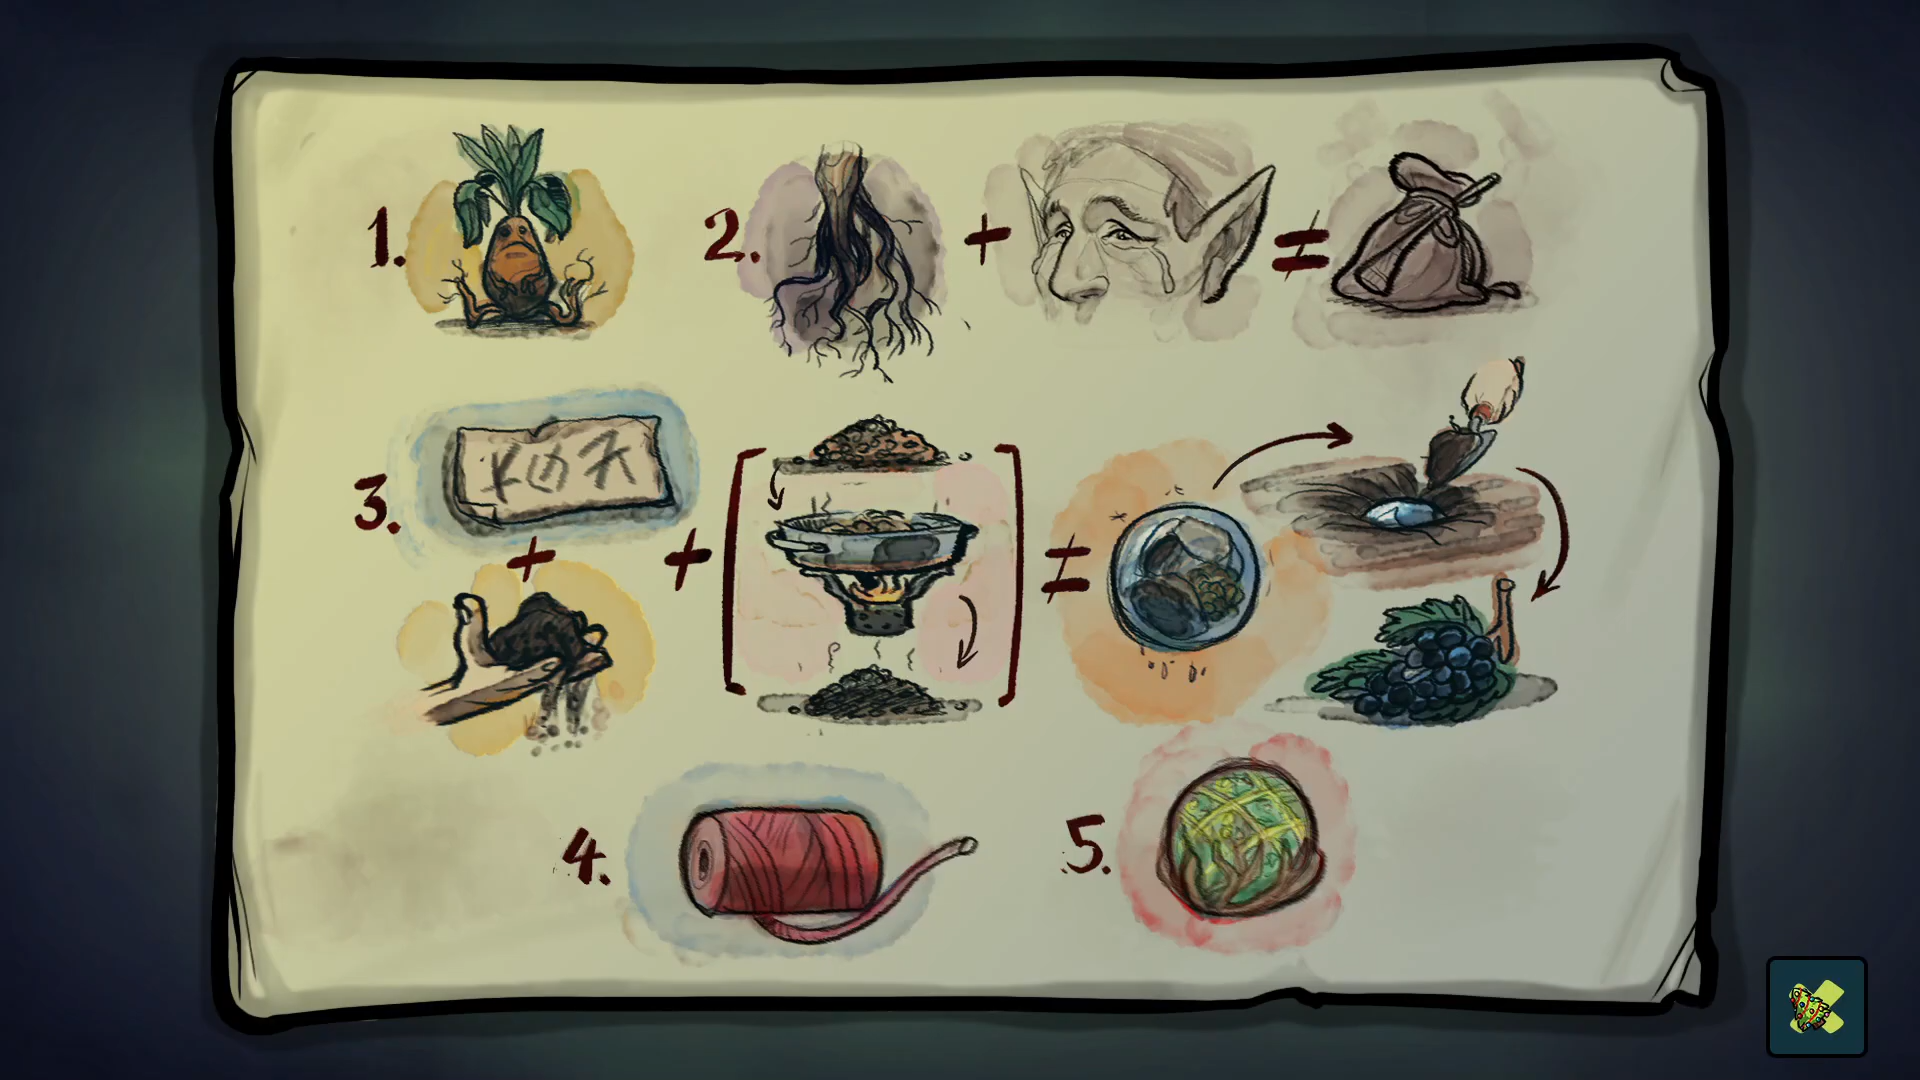 1.
2. + =
3. + + =
4.
5.